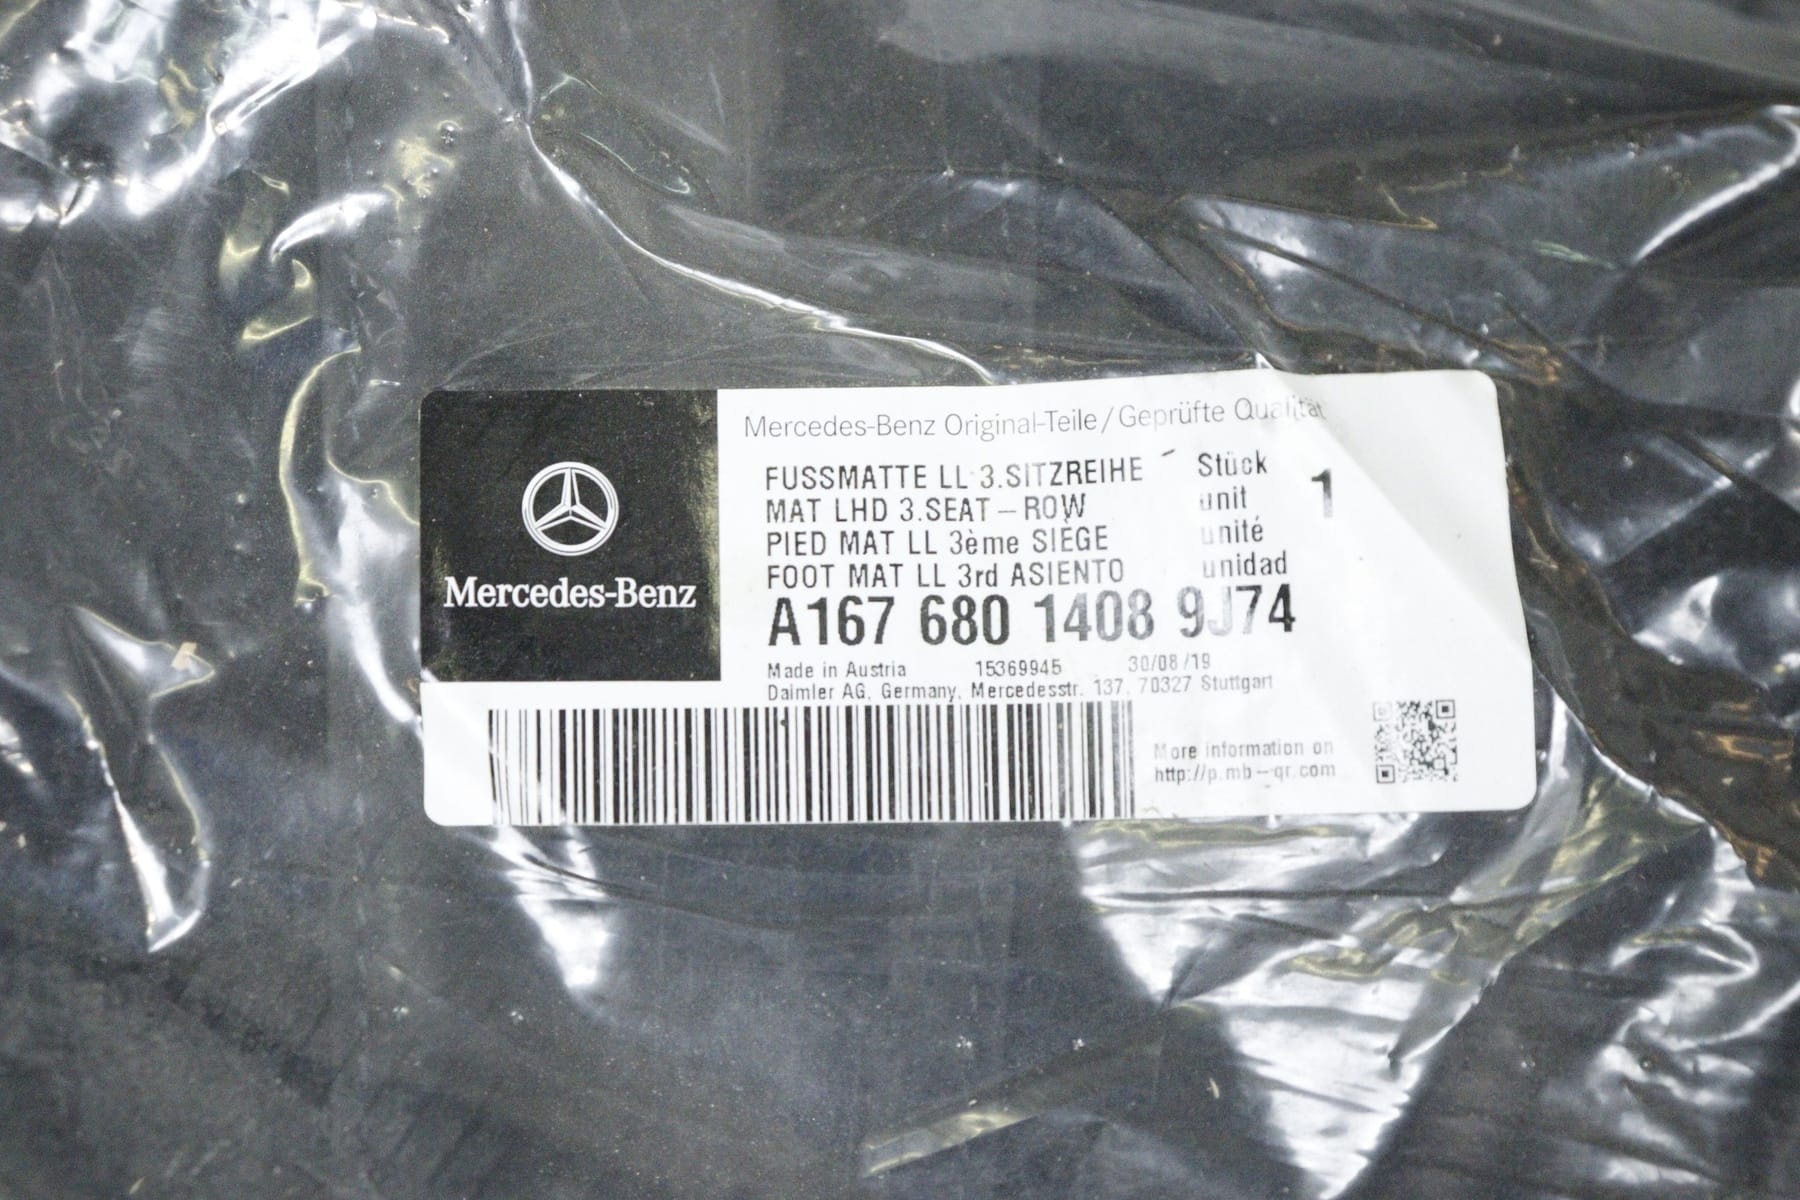 Mercedes-Benz
Mercedes-Benz Original-Teile/Geprüfte Qualität
FUSSMATTE LL 3.SITZREIHE Stück
MAT LHD 3.SEAT-ROW unit 1
PIED MAT LL 3ème SIÈGE unité
FOOT MAT LL 3rd ASIENTO unidad
A167 680 1408 9J74
Made in Austria 15369945 30/08/19
Daimler AG, Germany, Mercedesstr. 137, 70327 Stuttgart
More information on
http://p.mb-qr.com